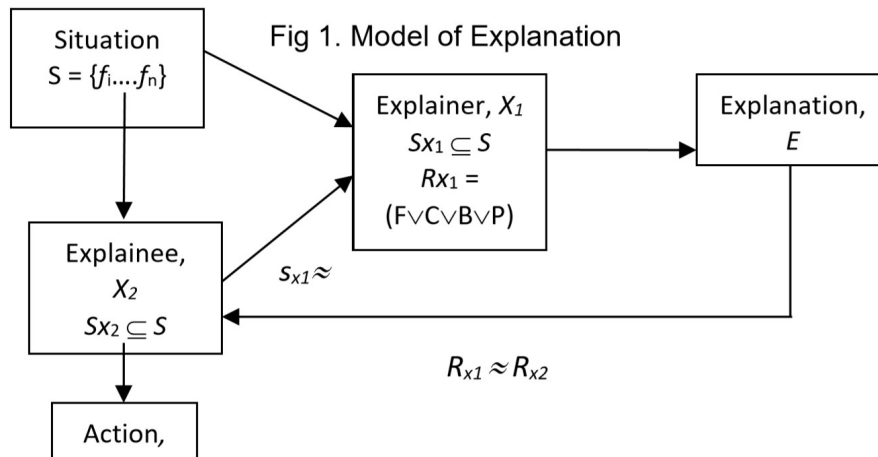 Fig 1. Model of Explanation
Situation
S = {fᵢ....fₙ}
Explainer, X₁
Sx₁ ⊆ S
Rx₁ =
(F∨C∨B∨P)
Explanation,
E
Explainee,
X₂
Sx₂ ⊆ S
sₓ₁≈
Rₓ₁ ≈ Rₓ₂
Action,